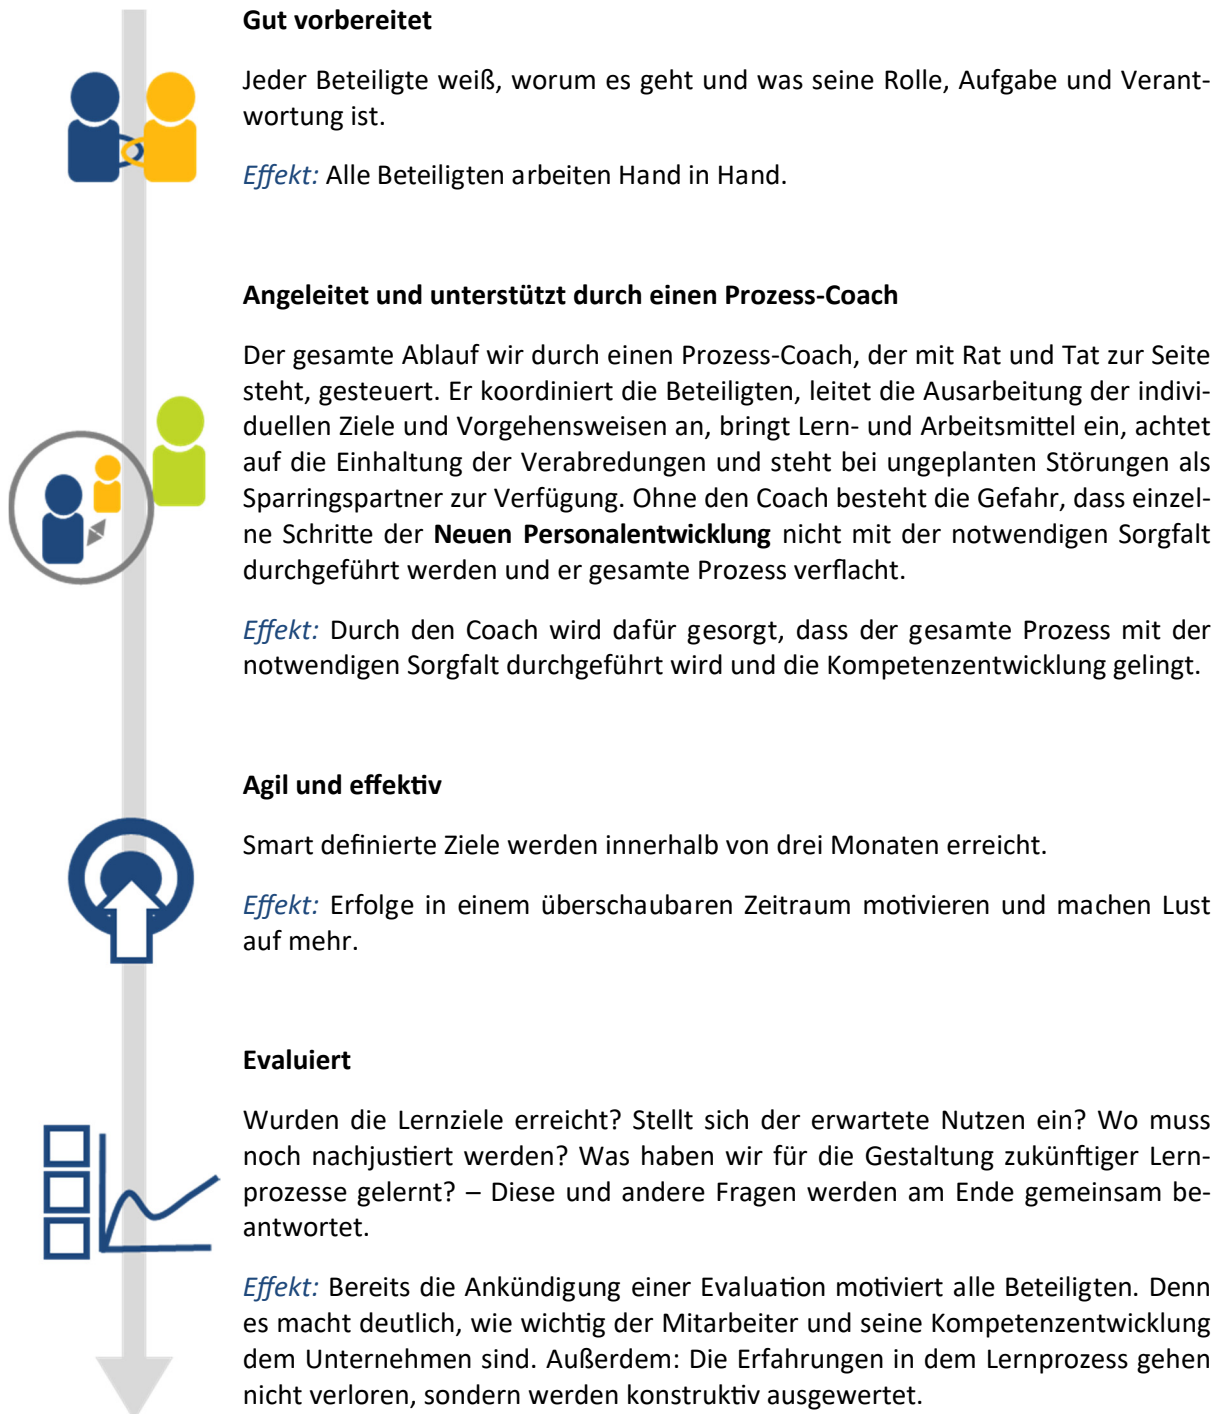 Gut vorbereitet
Jeder Beteiligte weiß, worum es geht und was seine Rolle, Aufgabe und Verant-
wortung ist.
Effekt: Alle Beteiligten arbeiten Hand in Hand.
Angeleitet und unterstützt durch einen Prozess-Coach
Der gesamte Ablauf wir durch einen Prozess-Coach, der mit Rat und Tat zur Seite
steht, gesteuert. Er koordiniert die Beteiligten, leitet die Ausarbeitung der indivi-
duellen Ziele und Vorgehensweisen an, bringt Lern- und Arbeitsmittel ein, achtet
auf die Einhaltung der Verabredungen und steht bei ungeplanten Störungen als
Sparringspartner zur Verfügung. Ohne den Coach besteht die Gefahr, dass einzel-
ne Schritte der Neuen Personalentwicklung nicht mit der notwendigen Sorgfalt
durchgeführt werden und er gesamte Prozess verflacht.
Effekt: Durch den Coach wird dafür gesorgt, dass der gesamte Prozess mit der
notwendigen Sorgfalt durchgeführt wird und die Kompetenzentwicklung gelingt.
Agil und effektiv
Smart definierte Ziele werden innerhalb von drei Monaten erreicht.
Effekt: Erfolge in einem überschaubaren Zeitraum motivieren und machen Lust
auf mehr.
Evaluiert
Wurden die Lernziele erreicht? Stellt sich der erwartete Nutzen ein? Wo muss
noch nachjustiert werden? Was haben wir für die Gestaltung zukünftiger Lern-
prozesse gelernt? – Diese und andere Fragen werden am Ende gemeinsam be-
antwortet.
Effekt: Bereits die Ankündigung einer Evaluation motiviert alle Beteiligten. Denn
es macht deutlich, wie wichtig der Mitarbeiter und seine Kompetenzentwicklung
dem Unternehmen sind. Außerdem: Die Erfahrungen in dem Lernprozess gehen
nicht verloren, sondern werden konstruktiv ausgewertet.